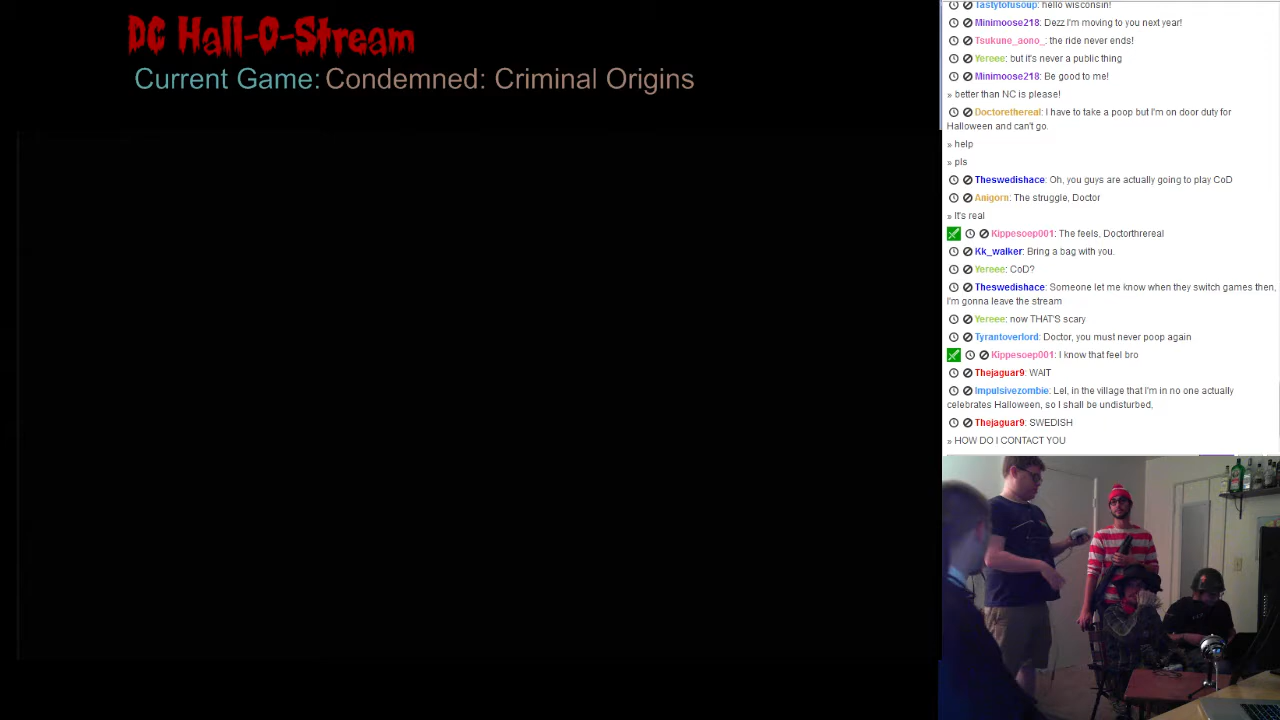 DC Hall-O-Stream
Current Game: Condemned: Criminal Origins
Tastytofusoup: hello wisconsin!
Minimoose218: Dezz I'm moving to you next year!
Tsukune_aono_: the ride never ends!
Yereee: but it's never a public thing
Minimoose218: Be good to me!
» better than NC is please!
Doctorethereal: I have to take a poop but I'm on door duty for
Halloween and can't go.
» help
» pls
Theswedishace: Oh, you guys are actually going to play CoD
Anigorn: The struggle, Doctor
» It's real
Kippesoep001: The feels, Doctorthrereal
Kk_walker: Bring a bag with you.
Yereee: CoD?
Theswedishace: Someone let me know when they switch games then,
I'm gonna leave the stream
Yereee: now THAT'S scary
Tyrantoverlord: Doctor, you must never poop again
Kippesoep001: I know that feel bro
Thejaguar9: WAIT
Impulsivezombie: Lel, in the village that I'm in no one actually
celebrates Halloween, so I shall be undisturbed,
Thejaguar9: SWEDISH
» HOW DO I CONTACT YOU